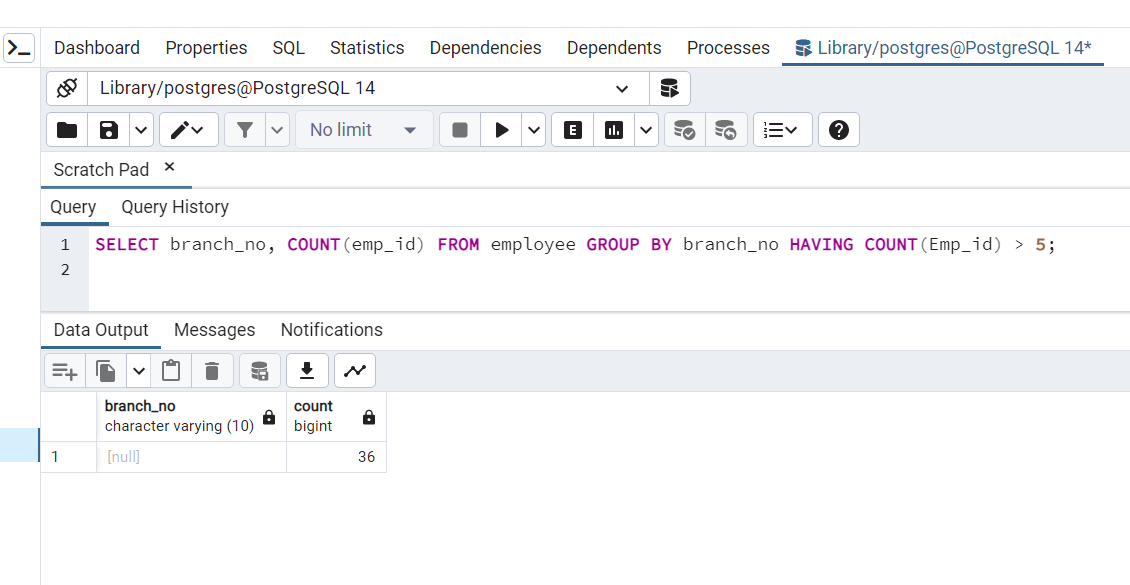 Dashboard Properties SQL Statistics Dependencies Dependents Processes Library/postgres@PostgreSQL 14*
Library/postgres@PostgreSQL 14
No limit E
Scratch Pad ×
Query Query History
1 SELECT branch_no, COUNT(emp_id) FROM employee GROUP BY branch_no HAVING COUNT(Emp_id) > 5;
2
Data Output Messages Notifications
branch_no count
character varying (10) bigint
1 [null] 36